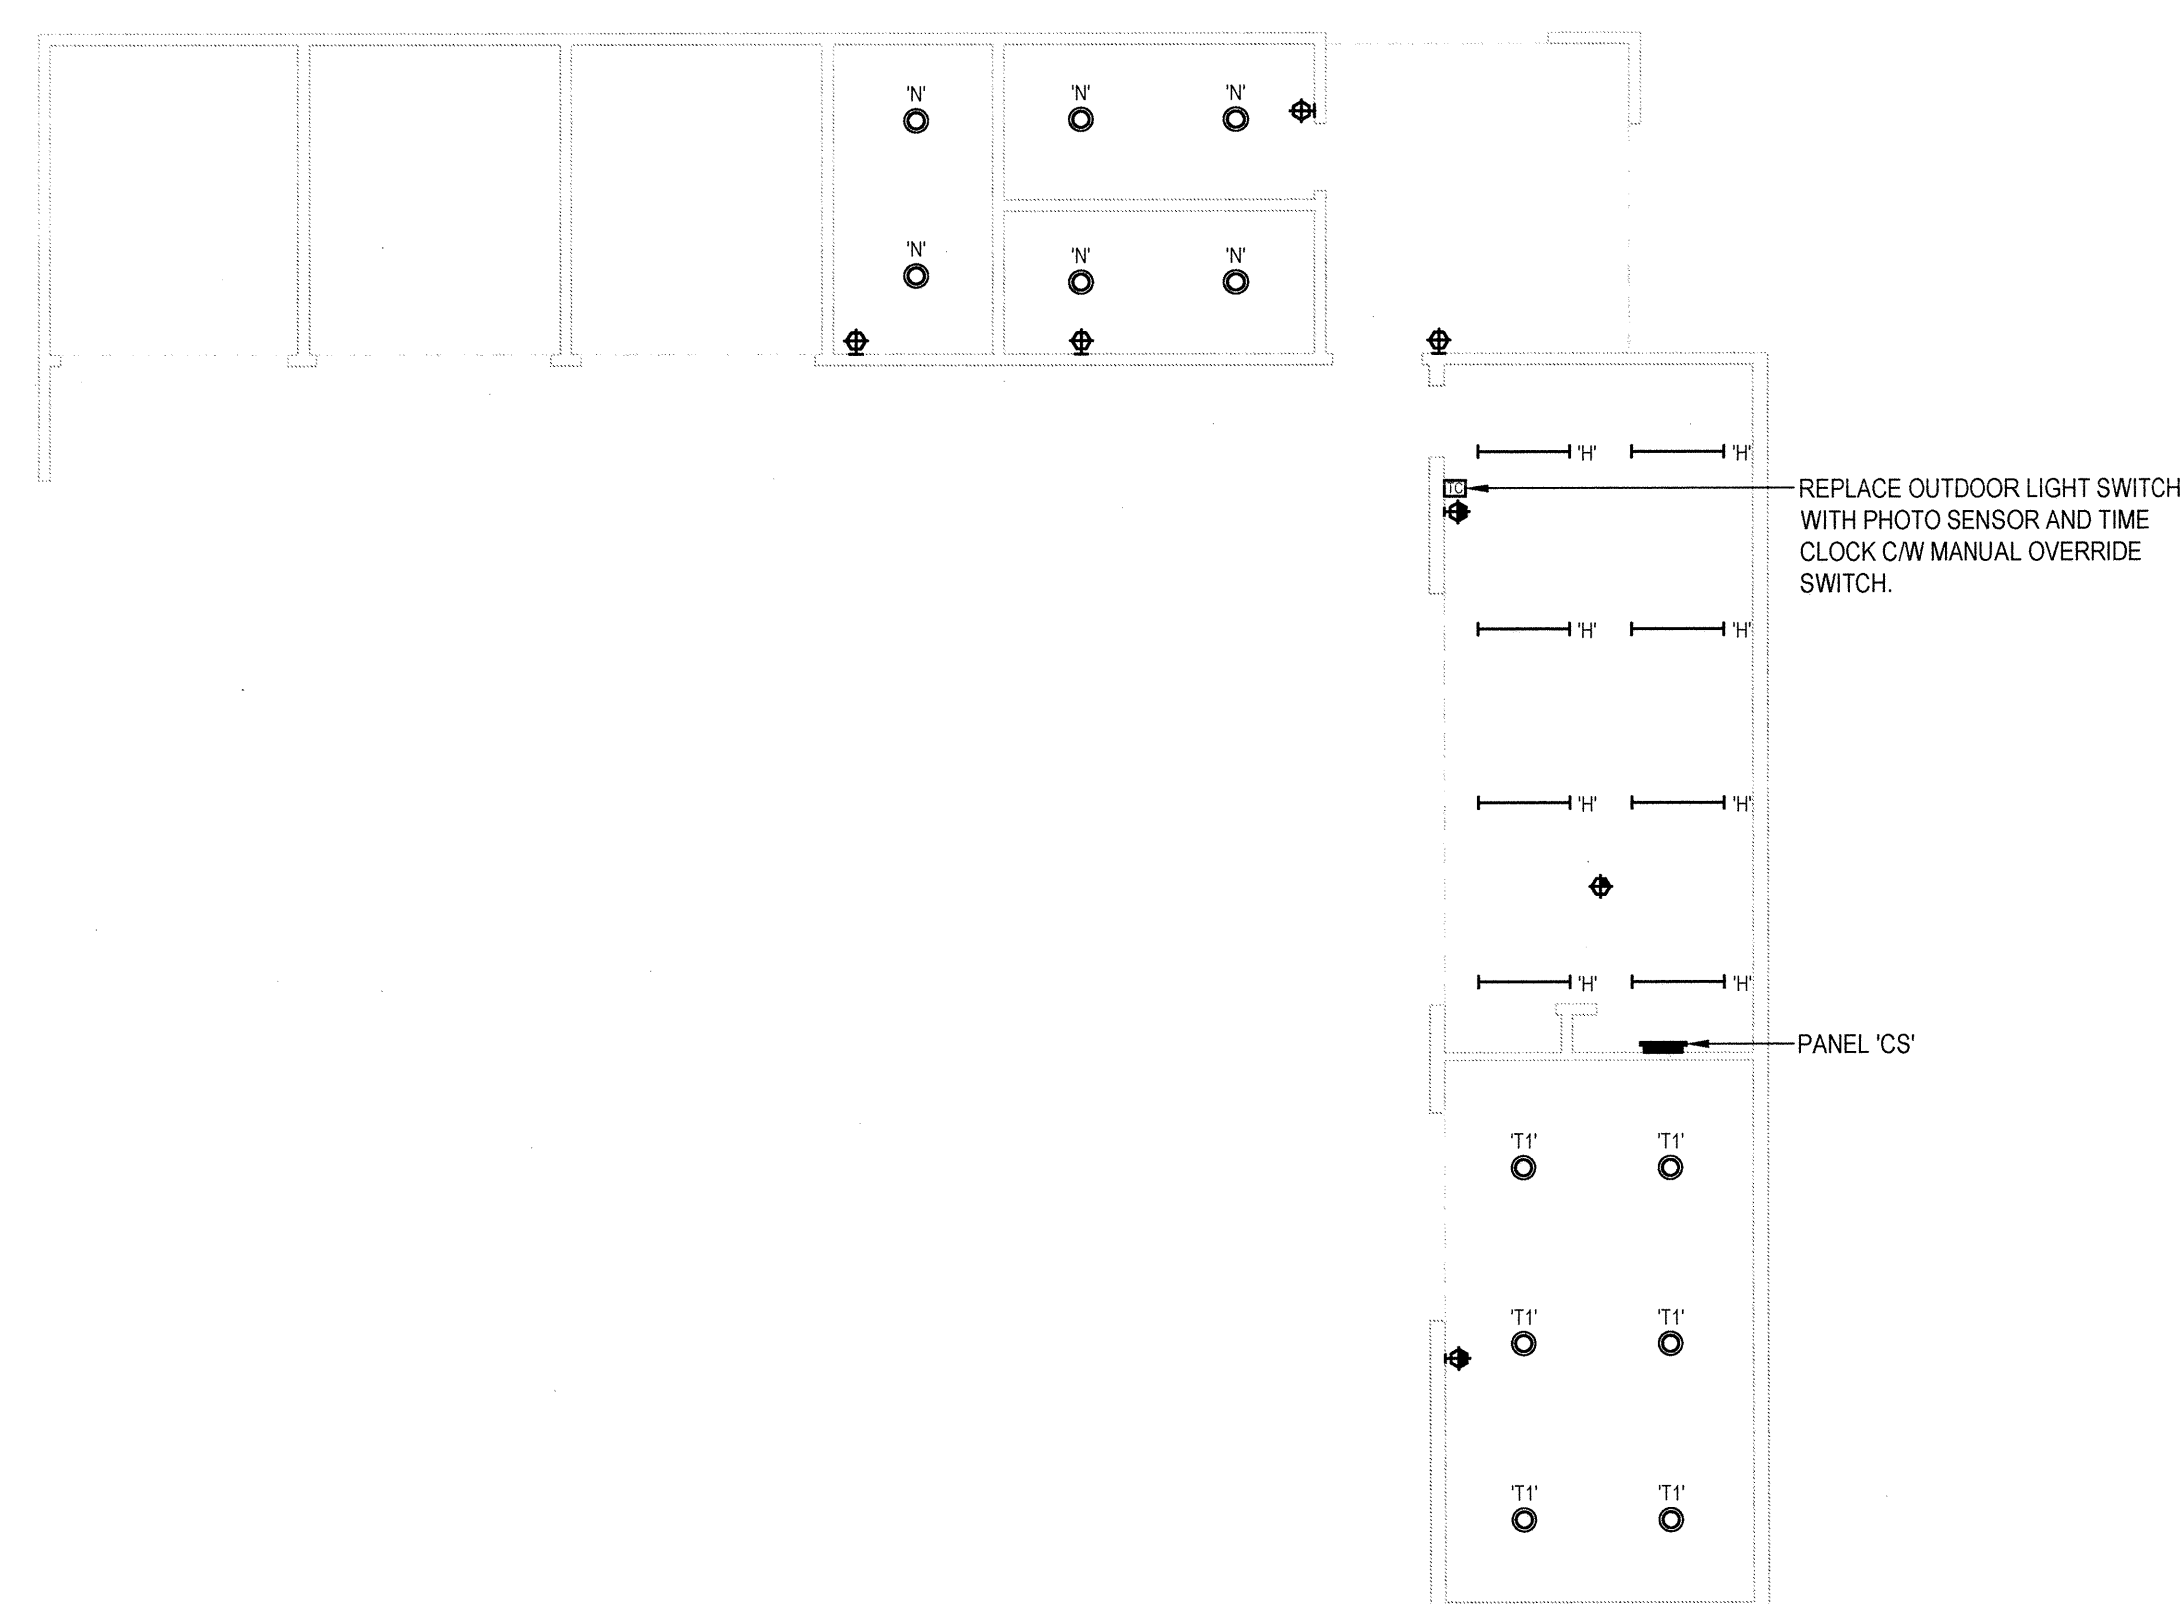 'N'
'N' 'N'
'N'
'N' 'N'
'H' 'H'
TC
REPLACE OUTDOOR LIGHT SWITCH
WITH PHOTO SENSOR AND TIME
CLOCK C/W MANUAL OVERRIDE
SWITCH.
'H' 'H'
'H' 'H'
'H' 'H'
PANEL 'CS'
'T1' 'T1'
'T1' 'T1'
'T1' 'T1'